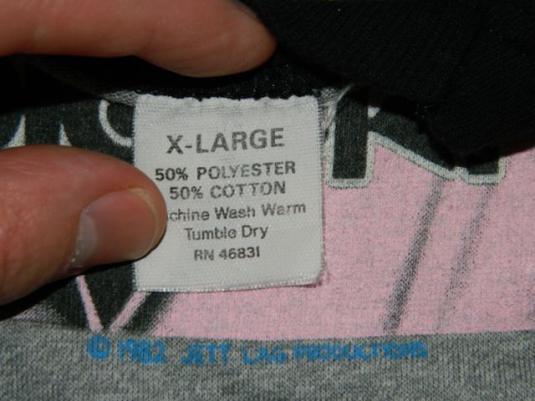 X-LARGE
50% POLYESTER
50% COTTON
chine Wash Warm
Tumble Dry
RN 46831
© 1982 JETT LAG PRODUCTIONS